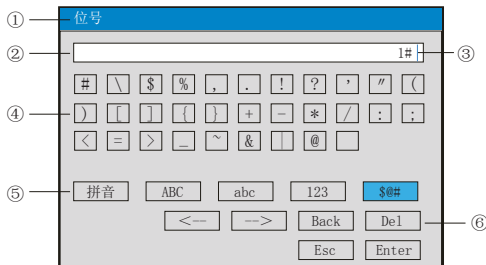 ① 位号
② 1# ③
# \ $ % , . ! ? ’ ″ (
④ ) [ ] { } + - * / : ;
< = > _ ~ & | @
⑤ 拼音 ABC abc 123 $@#
<-- --> Back Del ⑥
Esc Enter